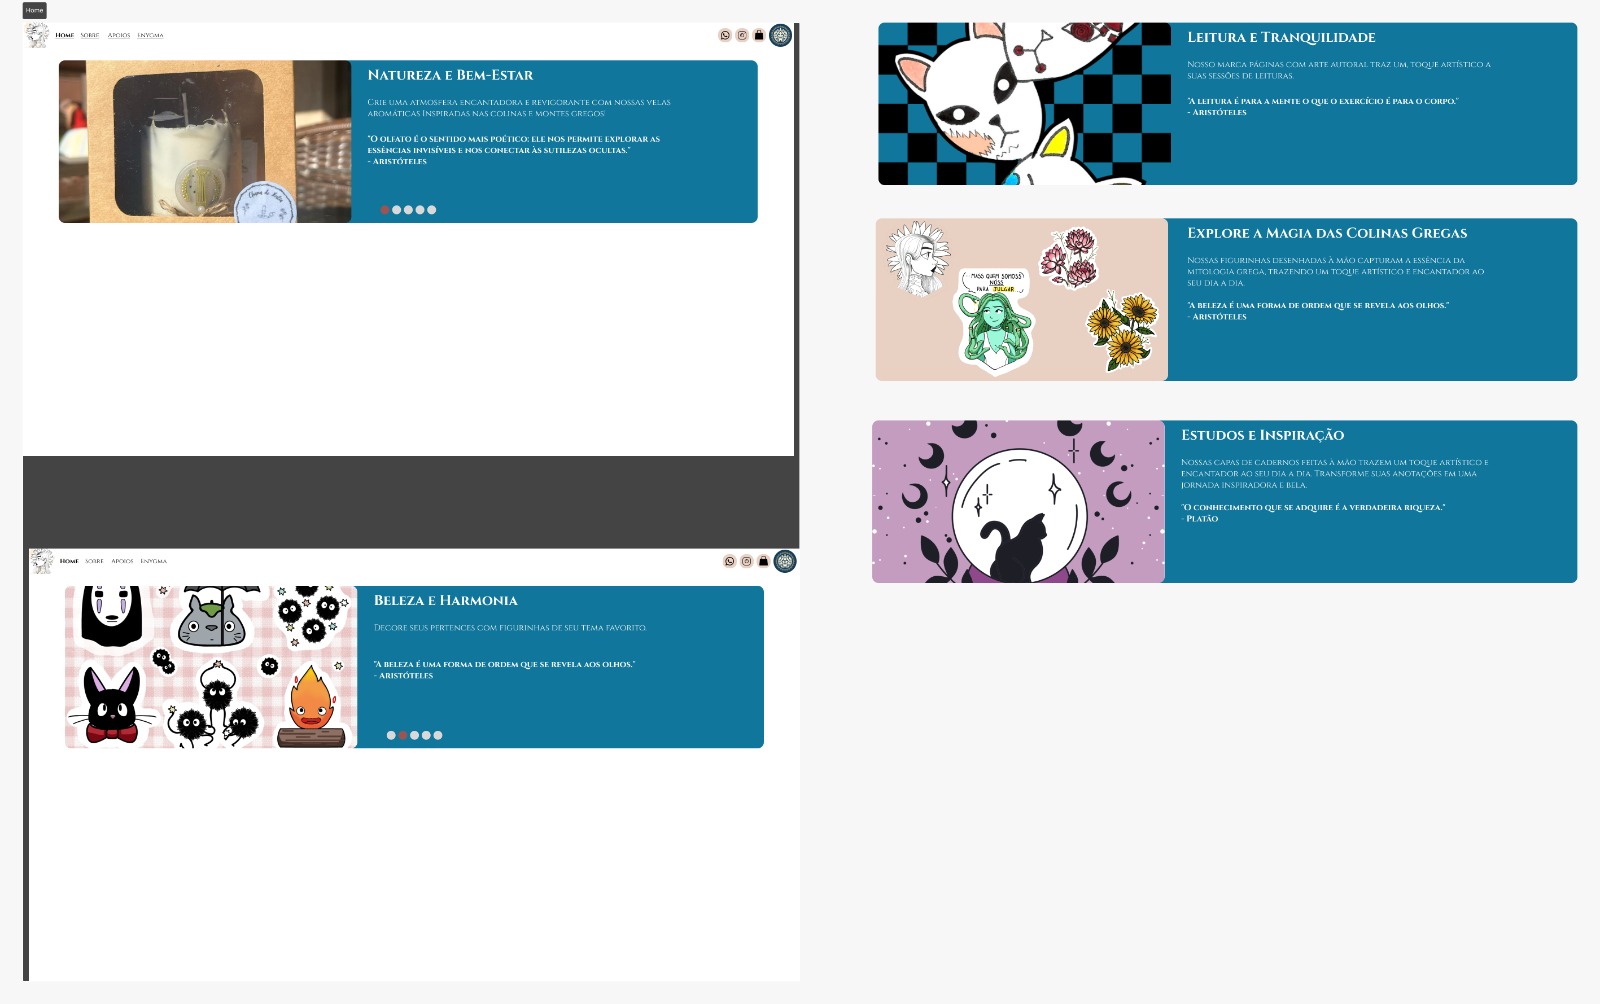 Home
Home Sobre Apoios Enygma
Natureza e Bem-Estar
Crie uma atmosfera encantadora e revigorante com nossas velas
aromáticas inspiradas nas colinas e montes gregos!
"O olfato é o sentido mais poético: ele nos permite explorar as
essências invisíveis e nos conectar às sutilezas ocultas."
- Aristóteles
Home Sobre Apoios Enygma
Beleza e Harmonia
Decore seus pertences com figurinhas de seu tema favorito.
"A beleza é uma forma de ordem que se revela aos olhos."
- Aristóteles
Leitura e Tranquilidade
Nosso marca páginas com arte autoral traz um, toque artístico a
suas sessões de leituras.
"A leitura é para a mente o que o exercício é para o corpo."
- Aristóteles
Explore a Magia das Colinas Gregas
Nossas figurinhas desenhadas à mão capturam a essência da
mitologia grega, trazendo um toque artístico e encantador ao
seu dia a dia.
"A beleza é uma forma de ordem que se revela aos olhos."
- Aristóteles
MASS QUEM SOMOSS
NOSS
PARA JULGAR
Estudos e Inspiração
Nossas capas de cadernos feitas à mão trazem um toque artístico e
encantador ao seu dia a dia. Transforme suas anotações em uma
jornada inspiradora e bela.
"O conhecimento que se adquire é a verdadeira riqueza."
- Platão